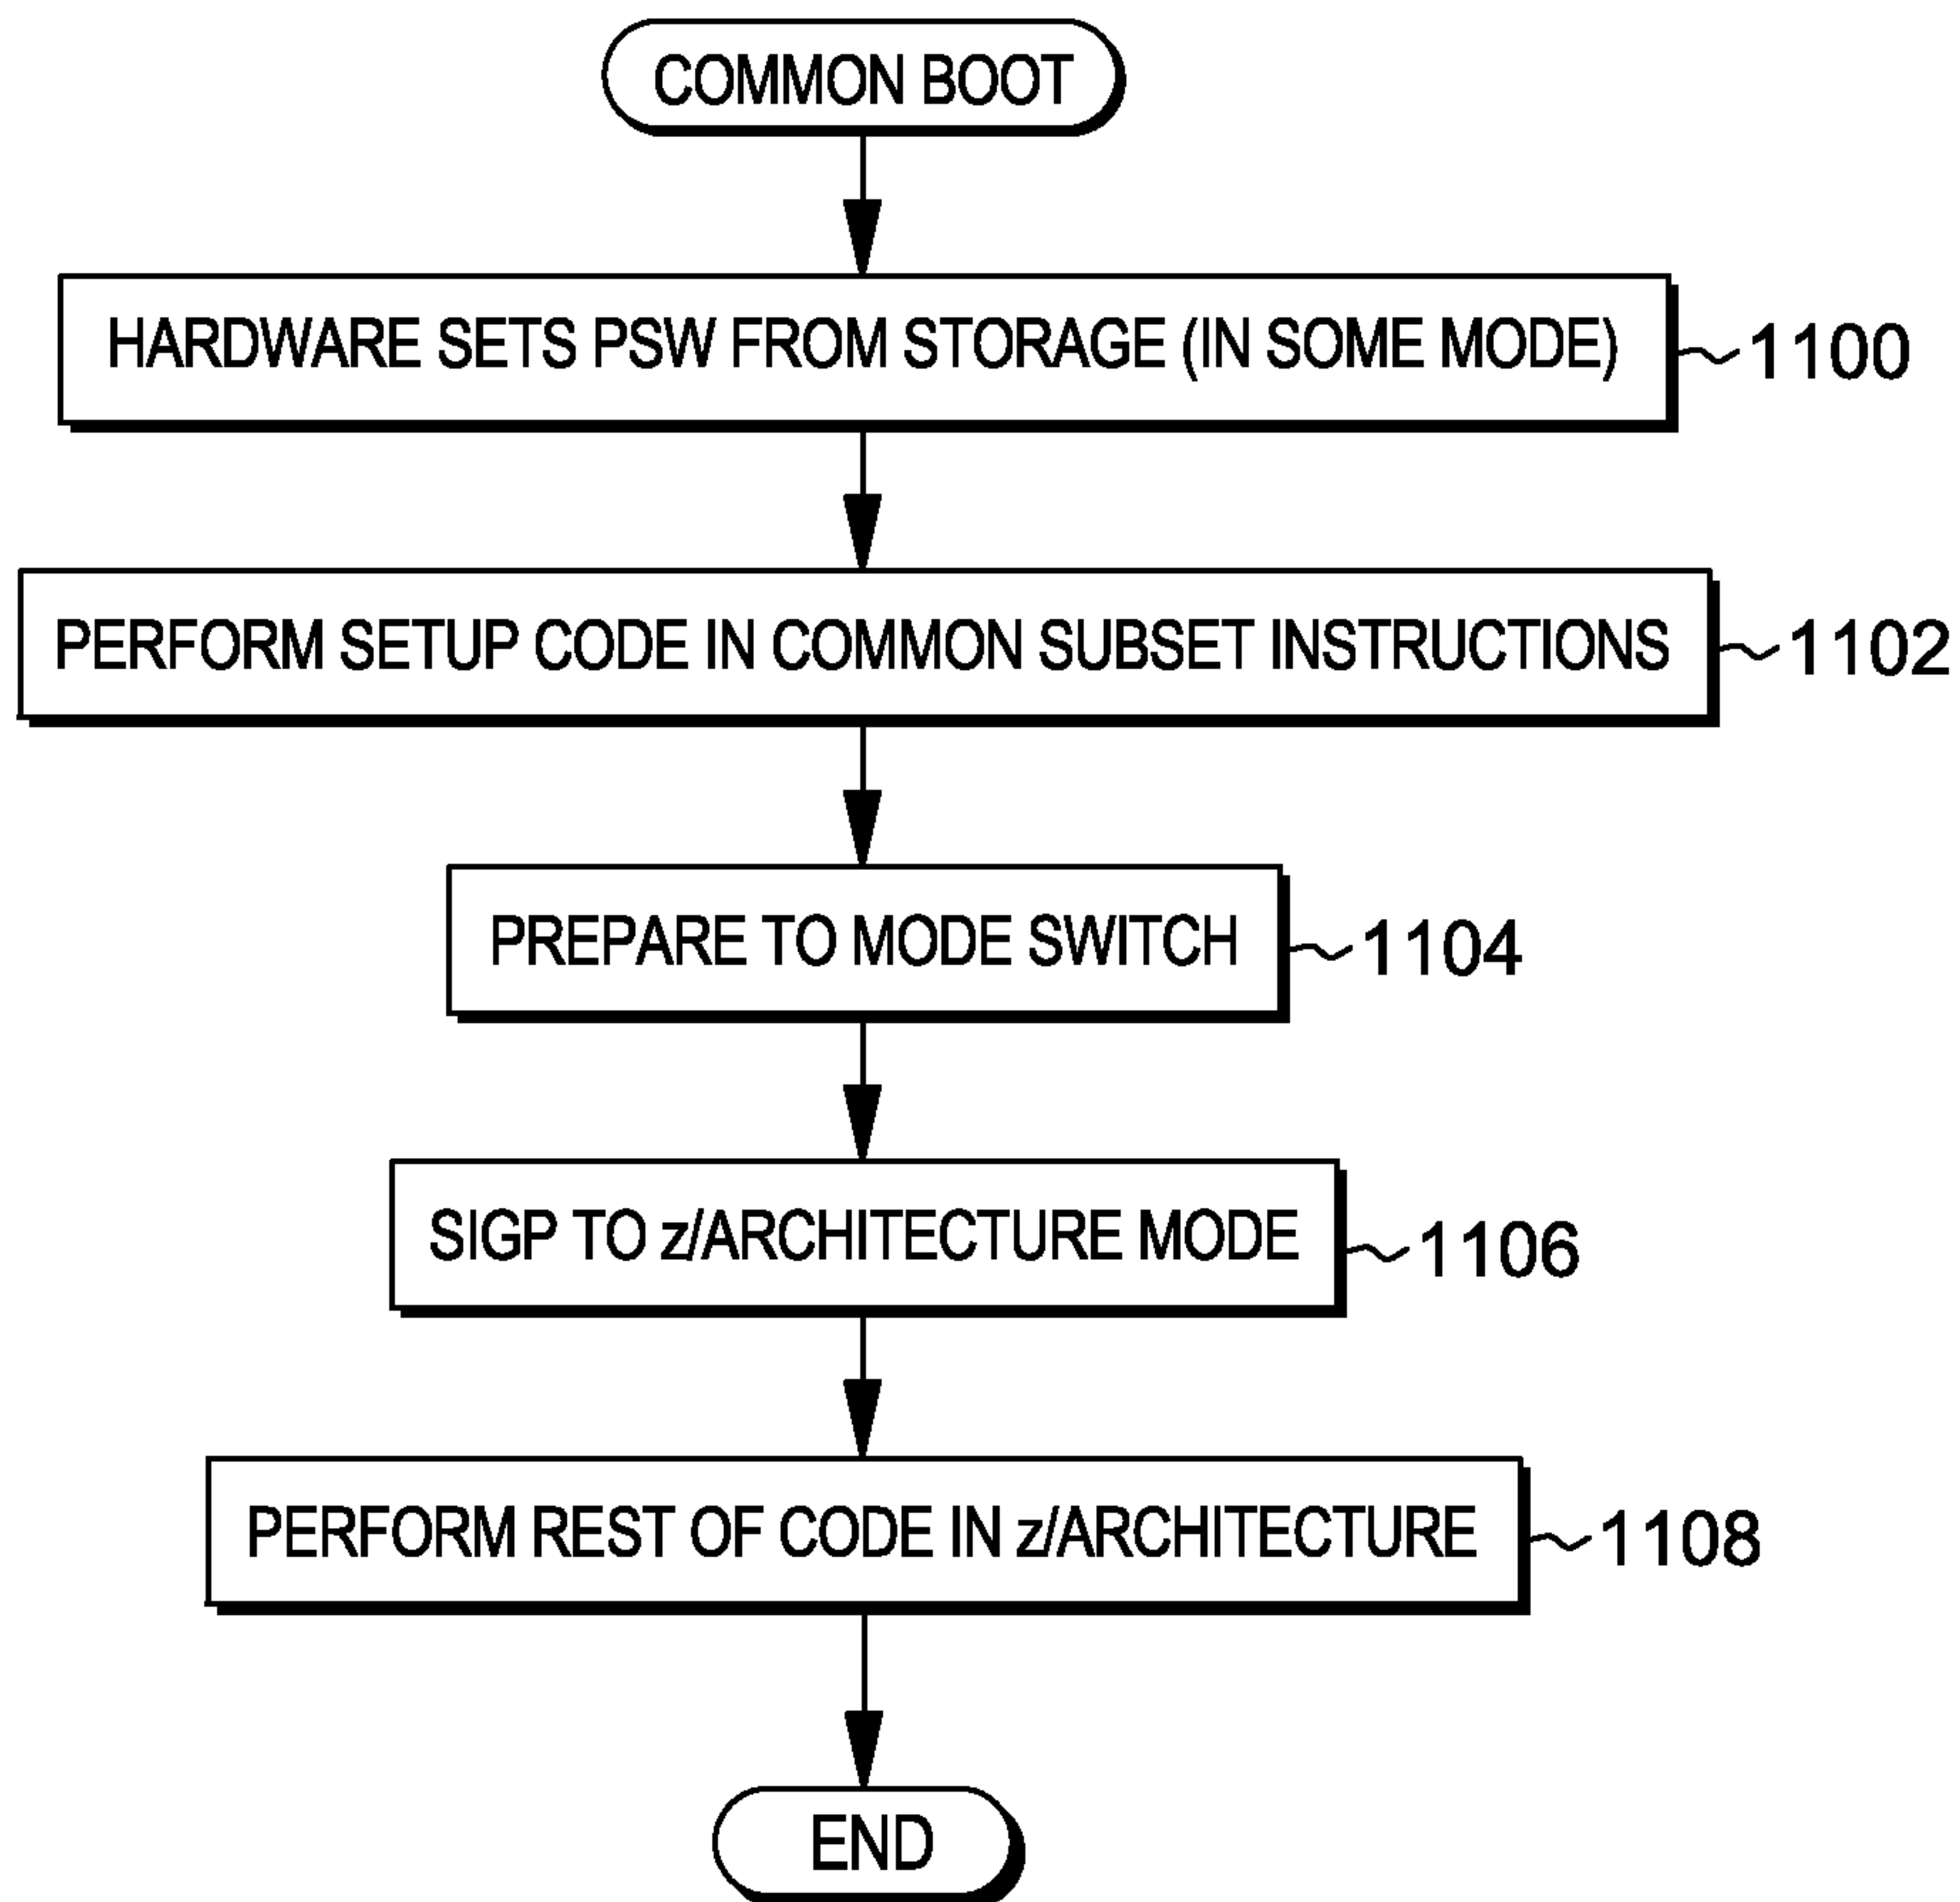 COMMON BOOT
HARDWARE SETS PSW FROM STORAGE (IN SOME MODE)
1100
PERFORM SETUP CODE IN COMMON SUBSET INSTRUCTIONS
1102
PREPARE TO MODE SWITCH
1104
SIGP TO z/ARCHITECTURE MODE
1106
PERFORM REST OF CODE IN z/ARCHITECTURE
1108
END